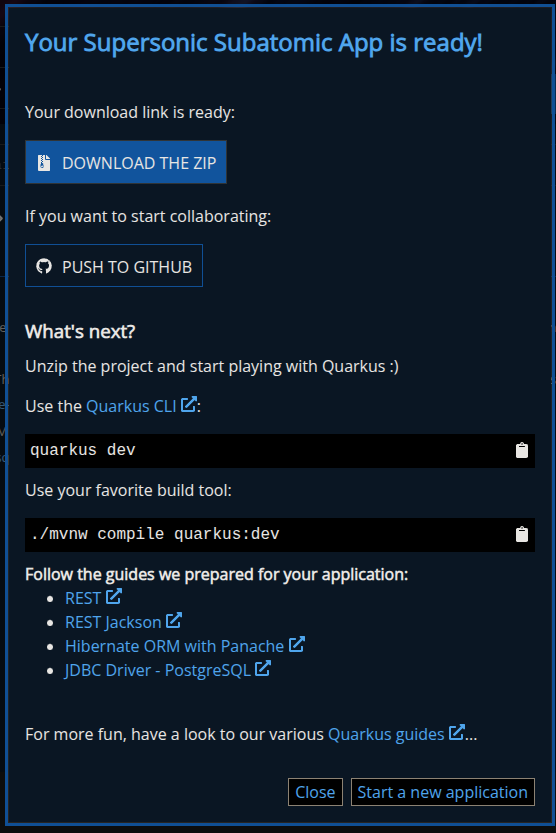 Your Supersonic Subatomic App is ready!
Your download link is ready:
DOWNLOAD THE ZIP
If you want to start collaborating:
PUSH TO GITHUB
What's next?
Unzip the project and start playing with Quarkus :)
Use the Quarkus CLI:
quarkus dev
Use your favorite build tool:
./mvnw compile quarkus:dev
Follow the guides we prepared for your application:
REST
REST Jackson
Hibernate ORM with Panache
JDBC Driver - PostgreSQL
For more fun, have a look to our various Quarkus guides...
Close
Start a new application